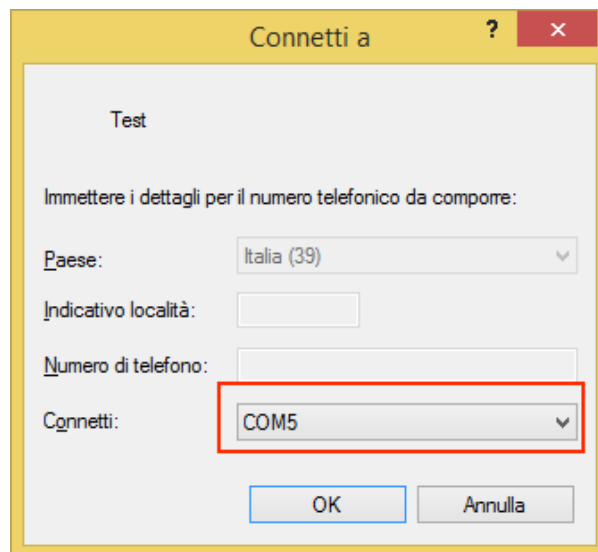 Connetti a ? ×
Test
Immettere i dettagli per il numero telefonico da comporre:
Paese: Italia (39)
Indicativo località:
Numero di telefono:
Connetti: COM5
OK Annulla